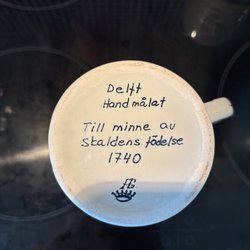 Delft
Handmålat
Till minne av
Skaldens födelse
1740